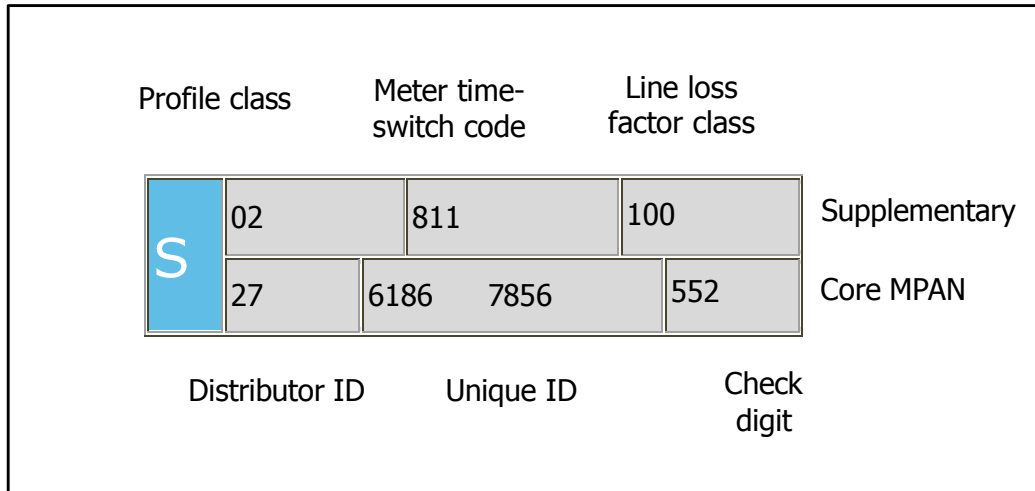 Profile class
Meter time-
switch code
Line loss
factor class
S
02 811 100 Supplementary
27 6186 7856 552 Core MPAN
Distributor ID
Unique ID
Check
digit